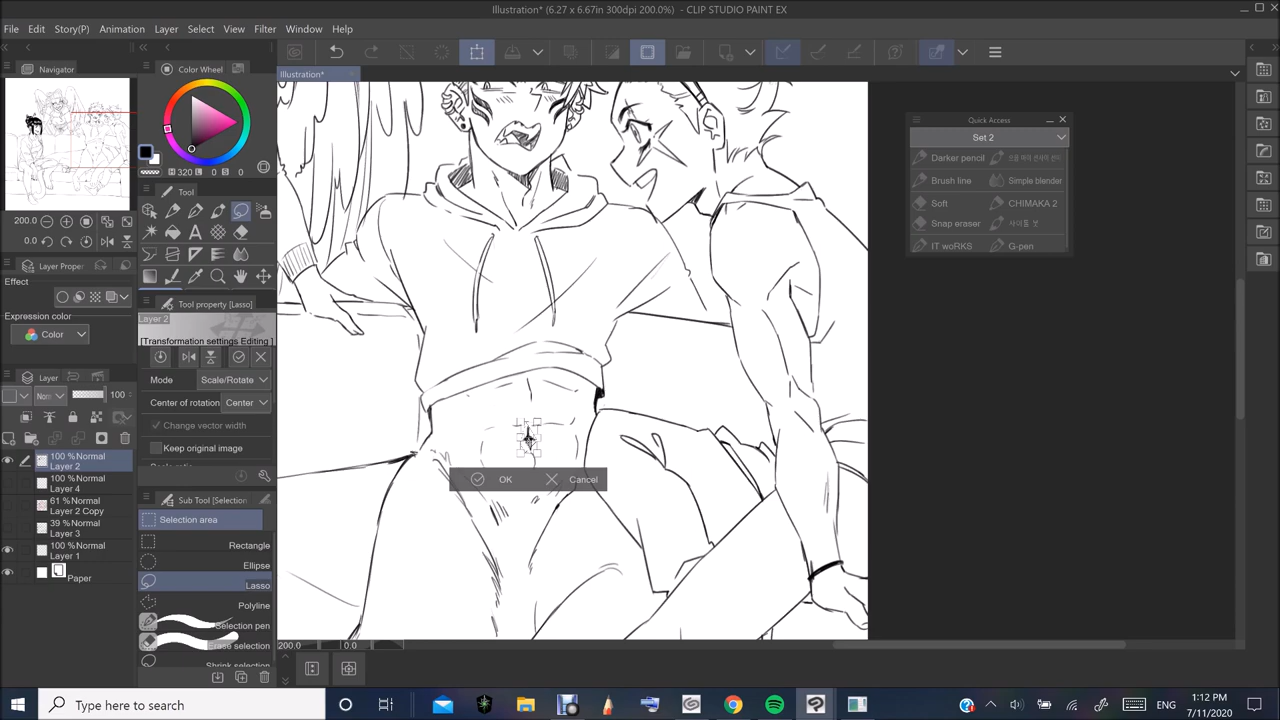 Illustration* (6.27 x 6.67in 300dpi 200.0%) - CLIP STUDIO PAINT EX
File Edit Story(P) Animation Layer Select View Filter Window Help
Navigator
Color Wheel
Illustration*
Quick Access
Set 2
Darker pencil
Brush line Simple blender
Soft CHIMAKA 2
Snap eraser
IT woRKS G-pen
H 320 S 0 0
Tool
200.0
0.0
Layer Proper
Effect
Expression color
Color
Tool property [Lasso]
Layer 2
[Transformation settings Editing ]
Mode Scale/Rotate
Center of rotation Center
Change vector width
Keep original image
Layer
Nom 100
100 %Normal
Layer 2
100 %Normal
Layer 4
61 %Normal
Layer 2 Copy
39 %Normal
Layer 3
100 %Normal
Layer 1
Paper
Sub Tool [Selection
Selection area
Rectangle
Ellipse
Lasso
Polyline
Selection pen
Erase selection
Shrink selection
OK Cancel
200.0 0.0
Type here to search
1:12 PM
7/11/2020